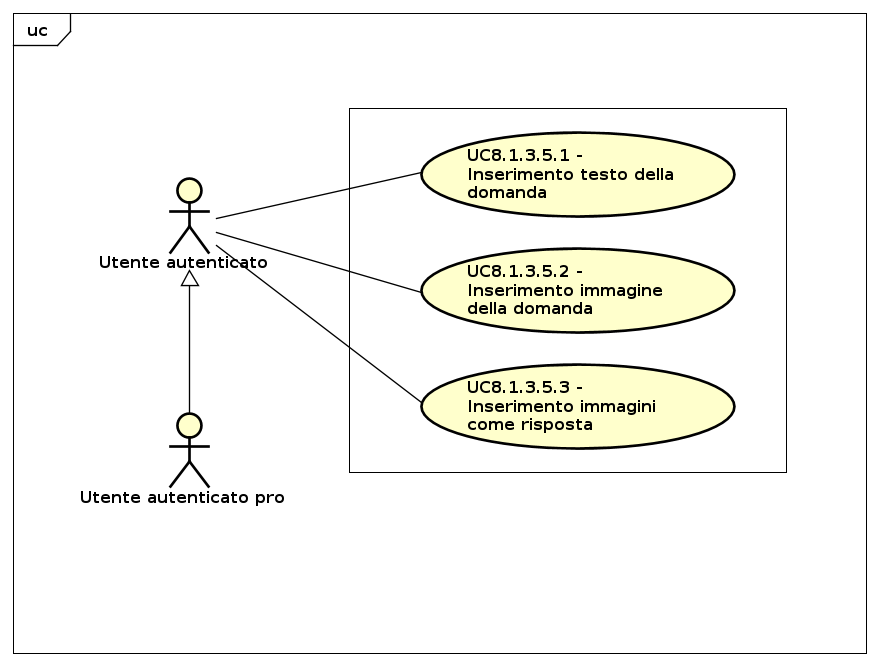 uc
UC8.1.3.5.1 -
Inserimento testo della
domanda
Utente autenticato
UC8.1.3.5.2 -
Inserimento immagine
della domanda
UC8.1.3.5.3 -
Inserimento immagini
come risposta
Utente autenticato pro